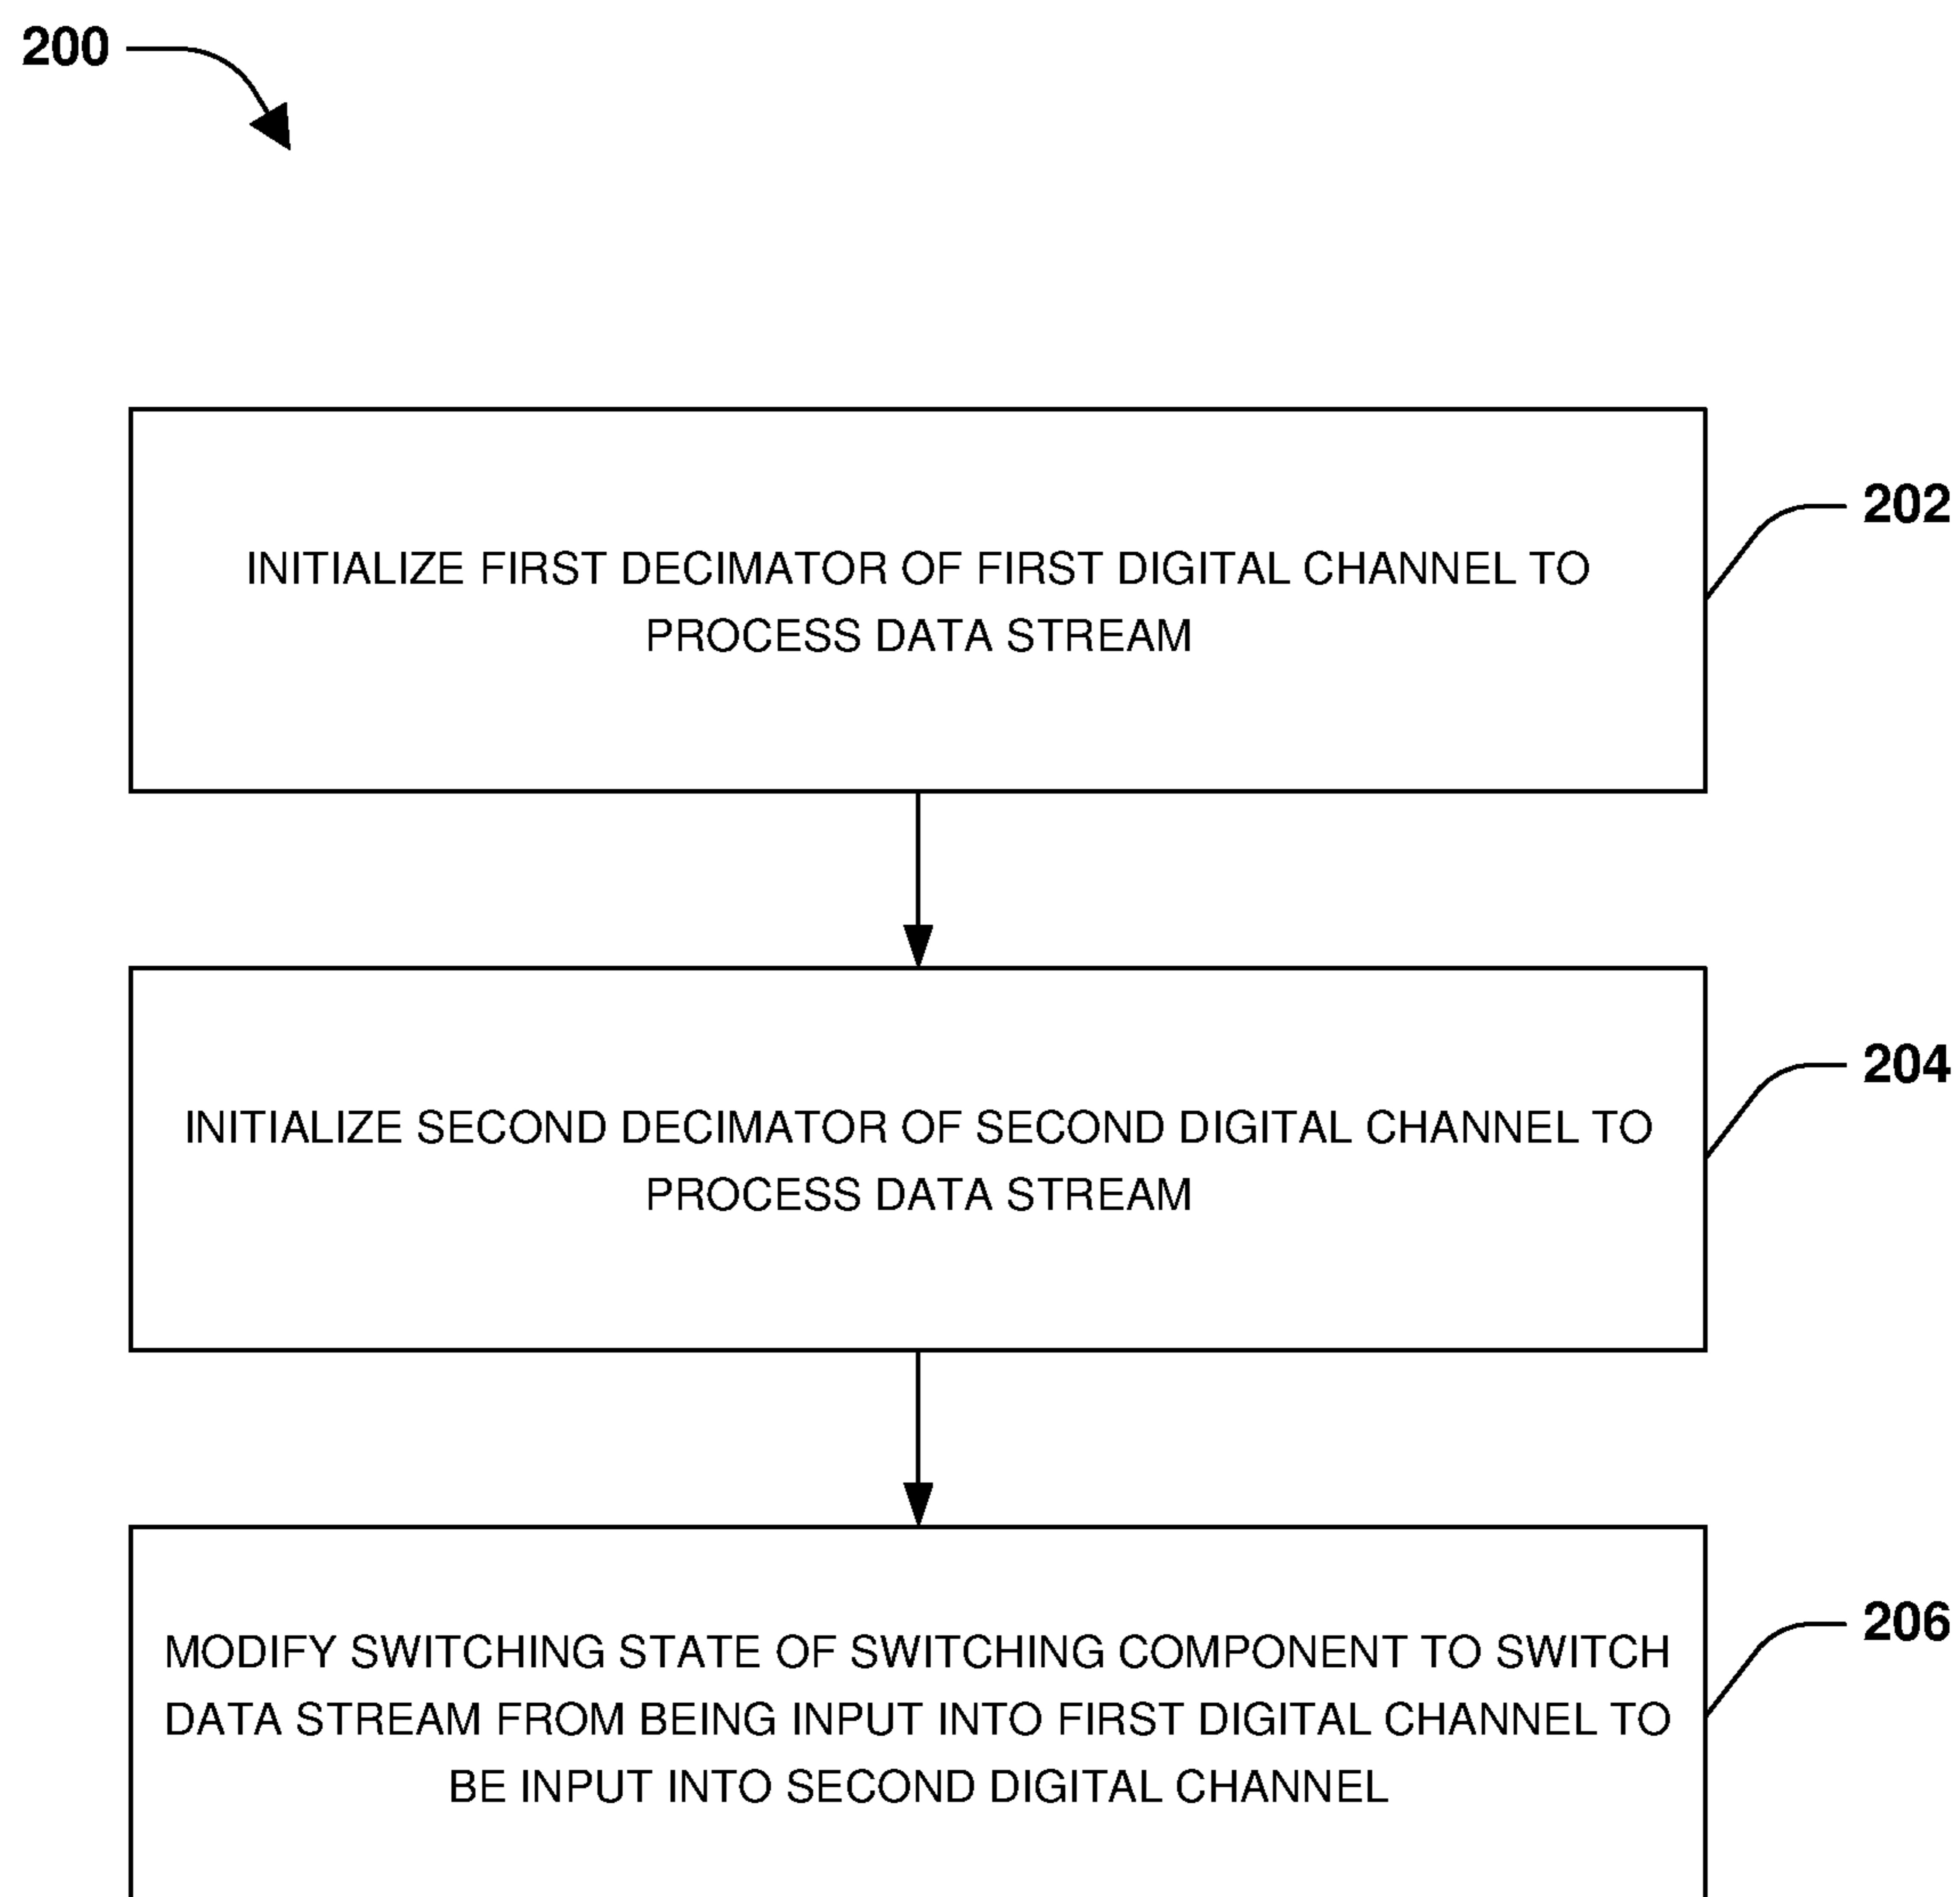 200
202
INITIALIZE FIRST DECIMATOR OF FIRST DIGITAL CHANNEL TO
PROCESS DATA STREAM
204
INITIALIZE SECOND DECIMATOR OF SECOND DIGITAL CHANNEL TO
PROCESS DATA STREAM
206
MODIFY SWITCHING STATE OF SWITCHING COMPONENT TO SWITCH
DATA STREAM FROM BEING INPUT INTO FIRST DIGITAL CHANNEL TO
BE INPUT INTO SECOND DIGITAL CHANNEL